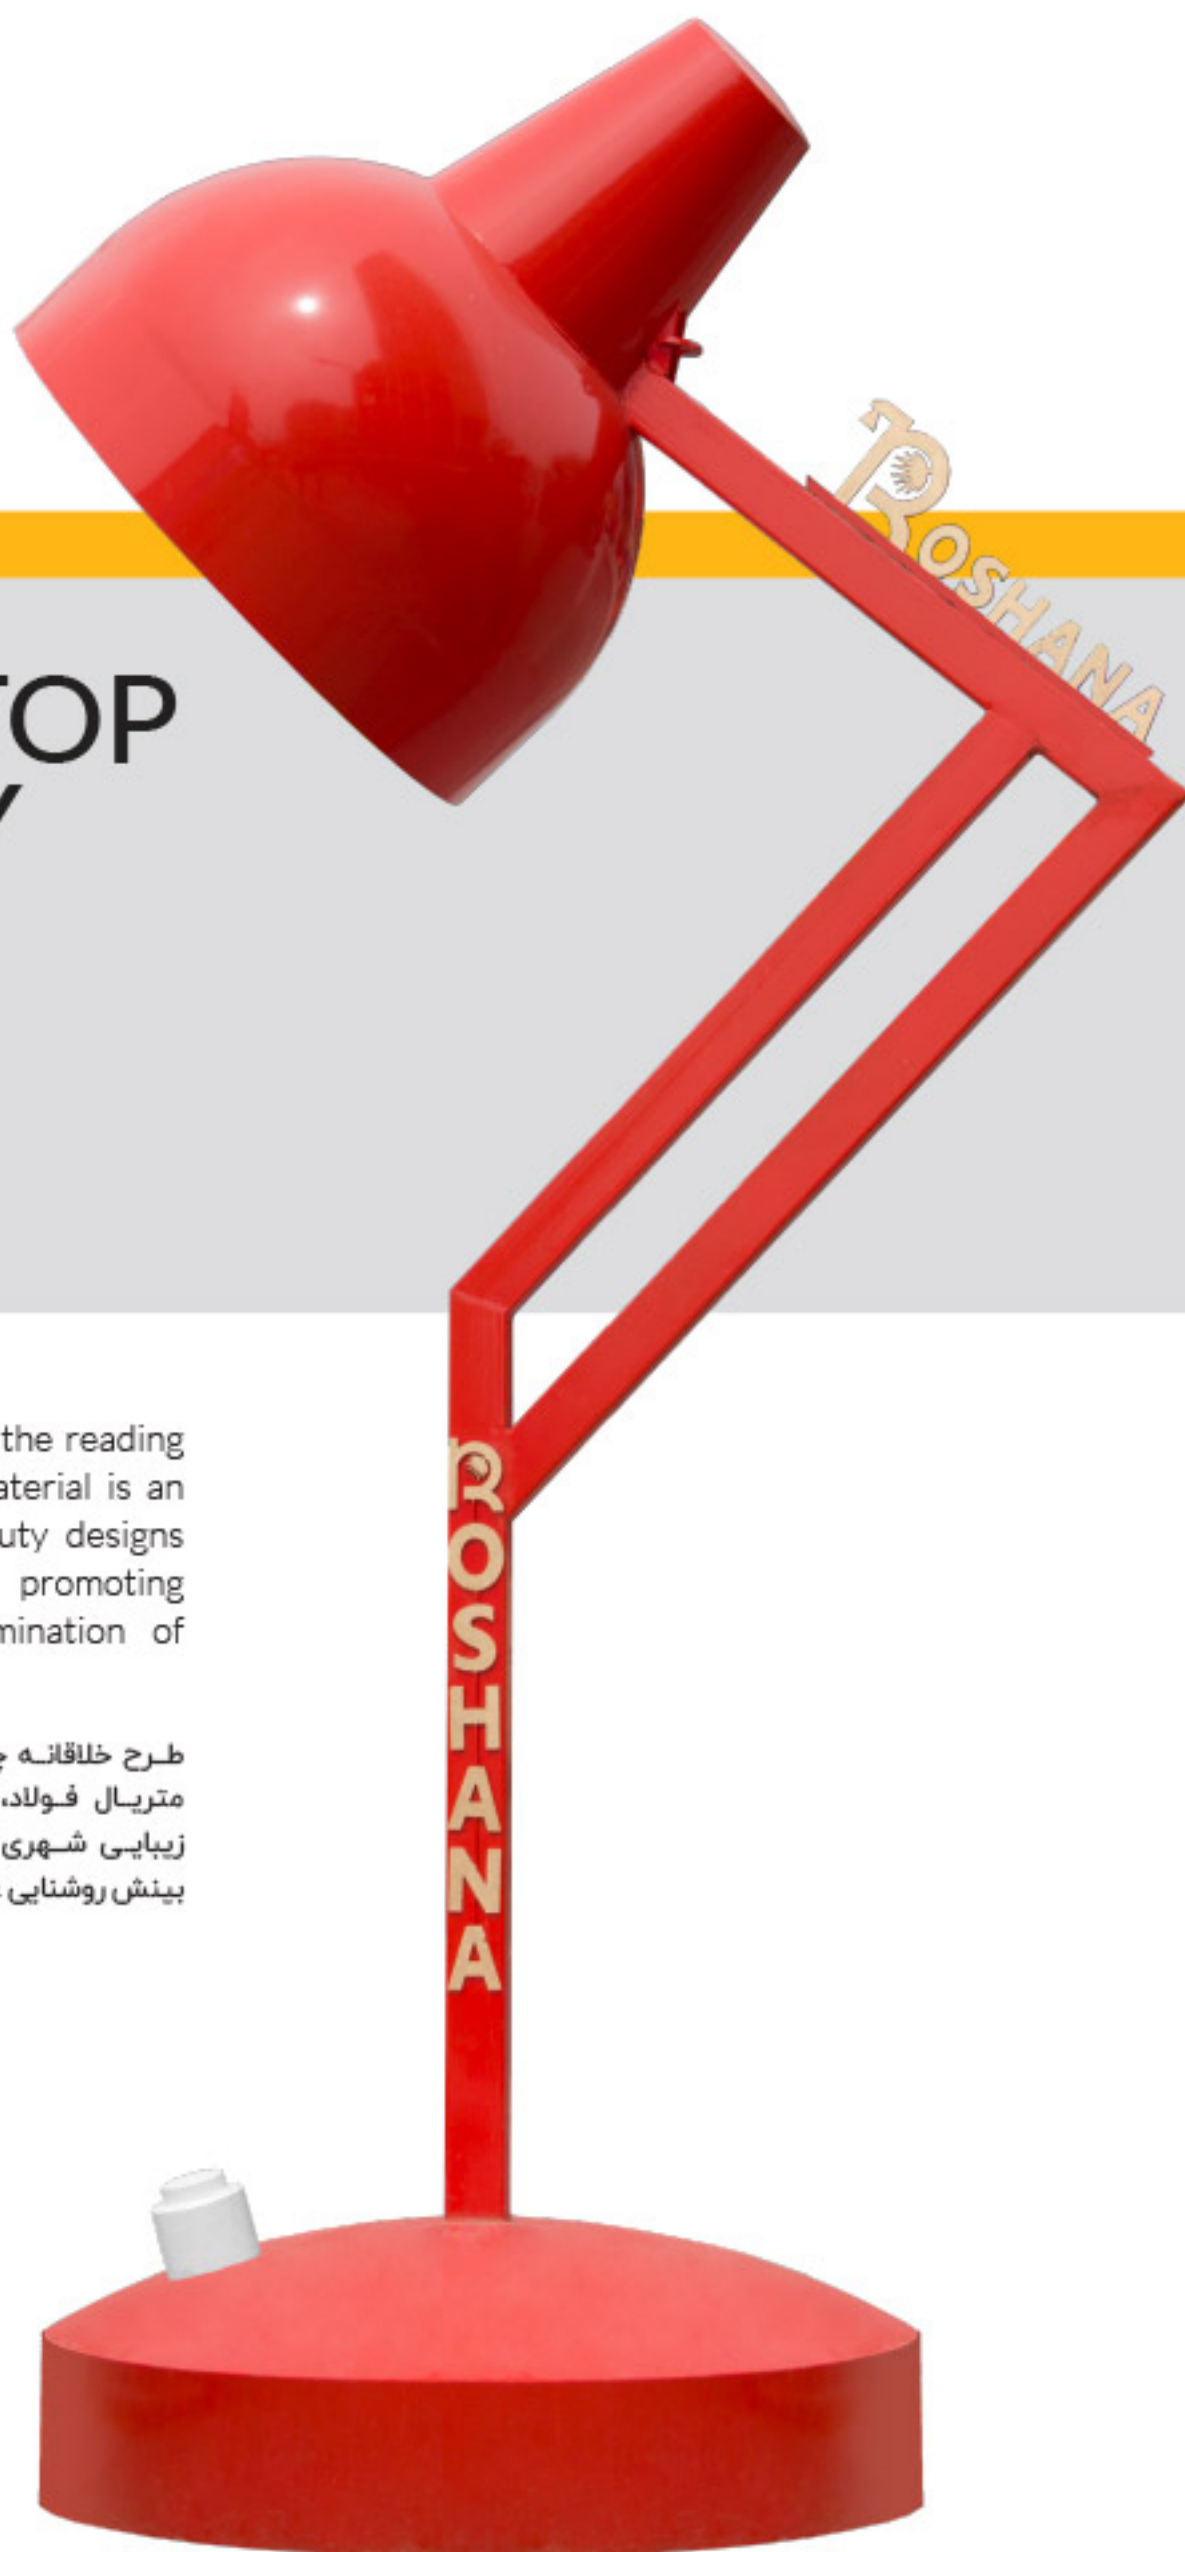 ROSHANA
TOP
Y
the reading
aterial is an
uty designs
promoting
mination of
طرح خلاقانه چ
متریال فولاد،
زیبایی شهری
بینش روشنایی
ROSHANA